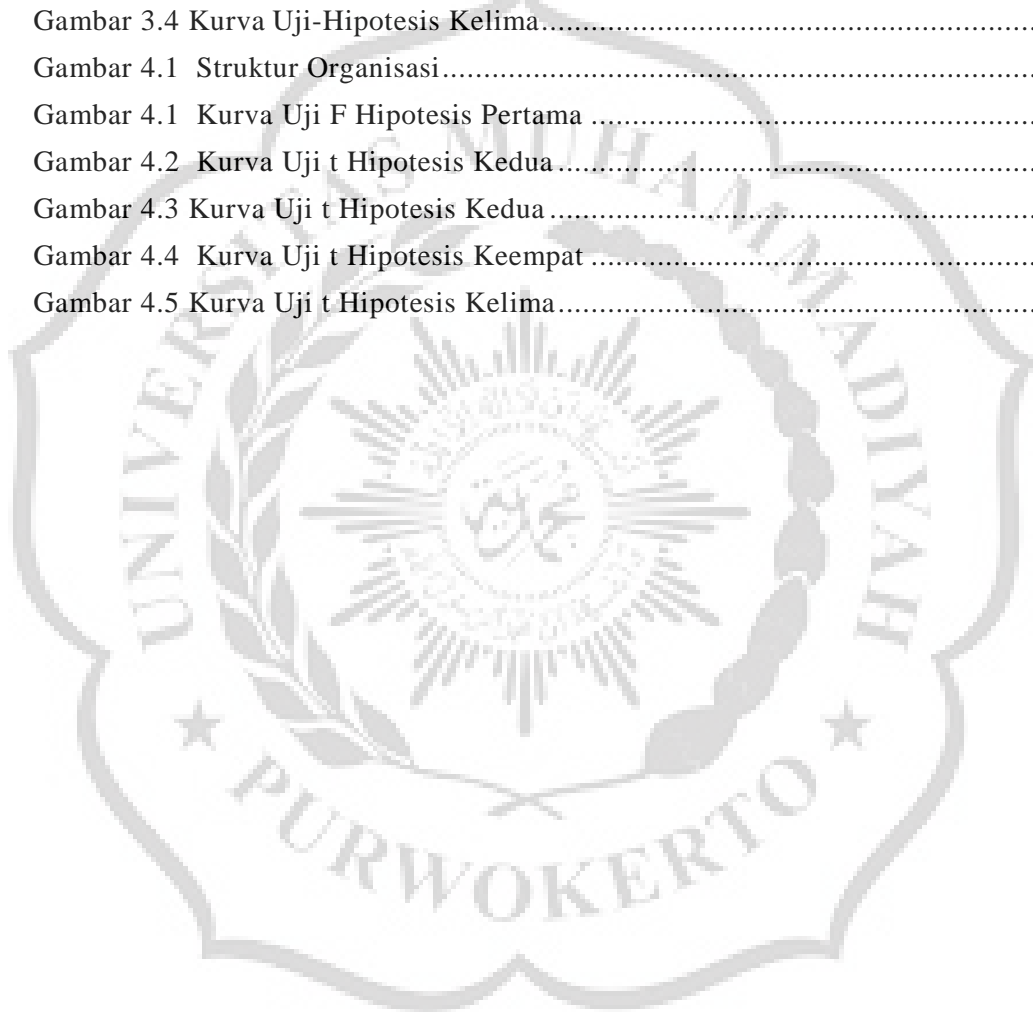 Gambar 3.4 Kurva Uji-Hipotesis Kelima..........................................................
Gambar 4.1  Struktur Organisasi......................................................................
Gambar 4.1  Kurva Uji F Hipotesis Pertama ....................................................
Gambar 4.2  Kurva Uji t Hipotesis Kedua........................................................
Gambar 4.3 Kurva Uji t Hipotesis Kedua.........................................................
Gambar 4.4  Kurva Uji t Hipotesis Keempat ....................................................
Gambar 4.5 Kurva Uji t Hipotesis Kelima........................................................
UNIVERSITAS MUHAMMADIYAH
PURWOKERTO